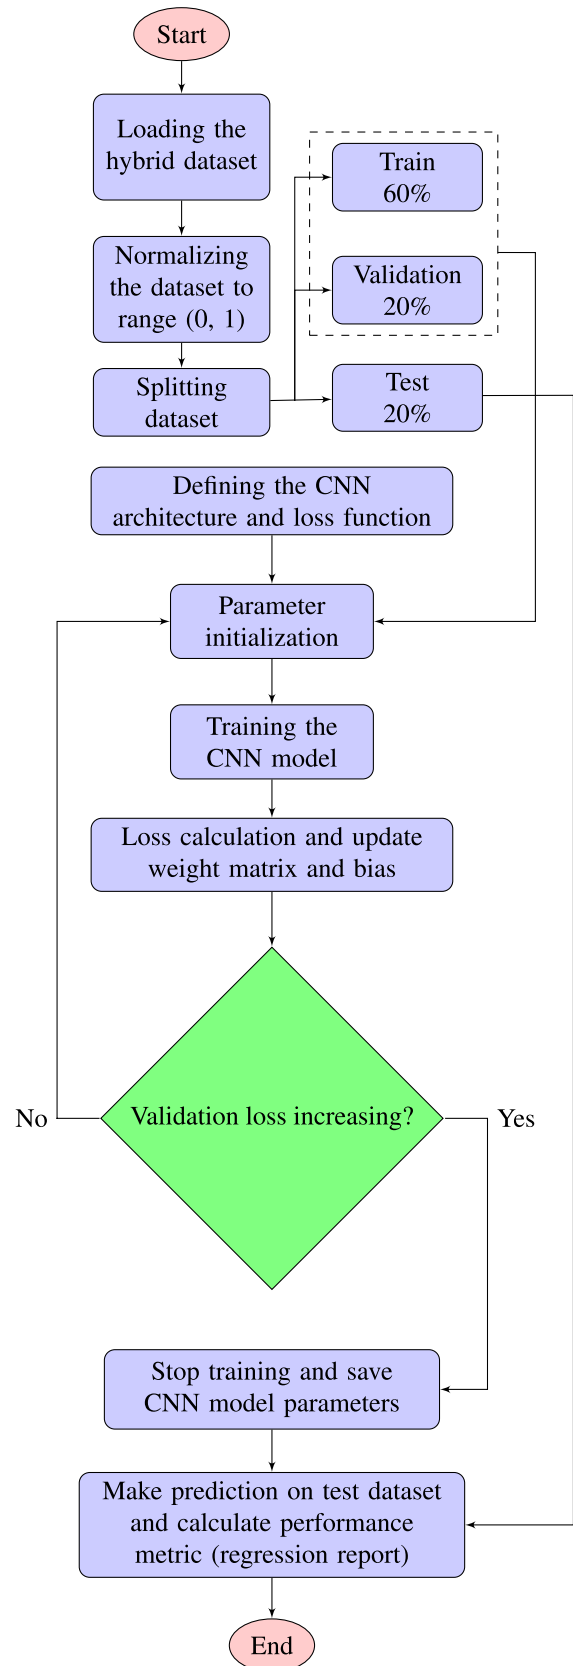 Start
Loading the
hybrid dataset
Normalizing
the dataset to
range (0, 1)
Splitting
dataset
Train
60%
Validation
20%
Test
20%
Defining the CNN
architecture and loss function
Parameter
initialization
Training the
CNN model
Loss calculation and update
weight matrix and bias
Validation loss increasing?
No
Yes
Stop training and save
CNN model parameters
Make prediction on test dataset
and calculate performance
metric (regression report)
End